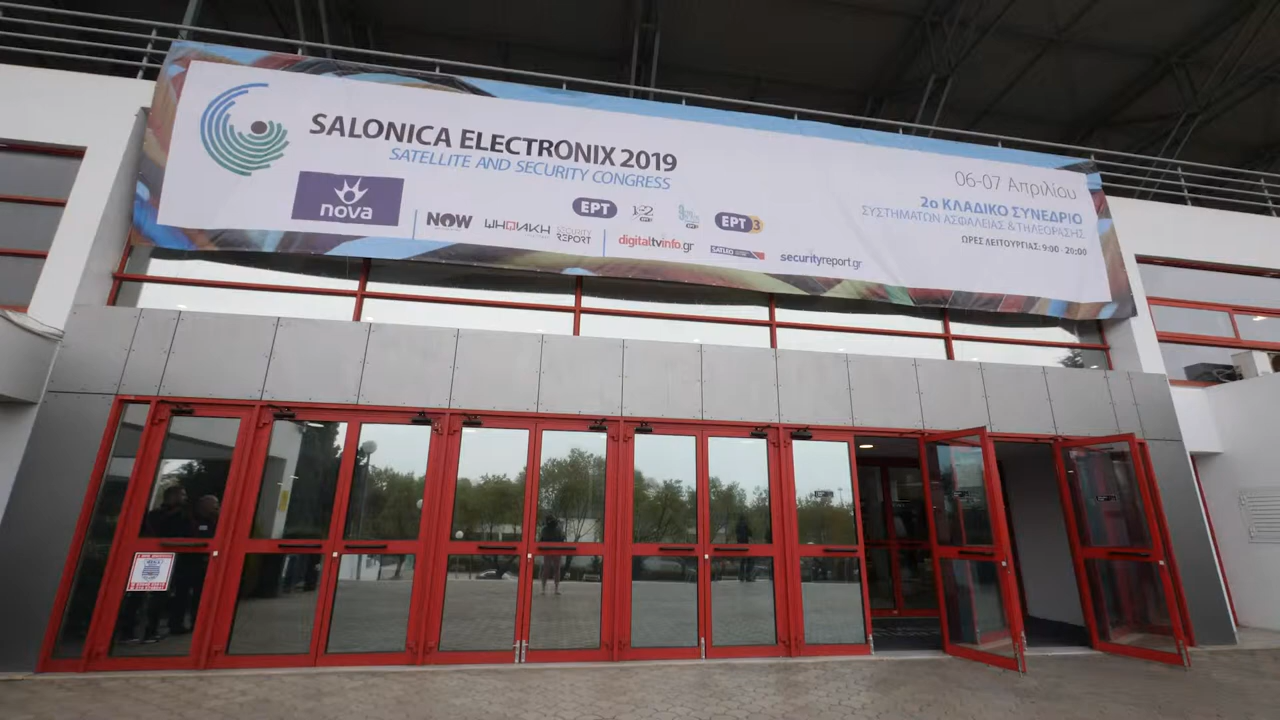 SALONICA ELECTRONIX 2019
SATELLITE AND SECURITY CONGRESS
nova
NOW
ΨΗΦΙΑΚΗ
SECURITY
REPORT
ΕΡΤ
digitaltvinfo.gr
ΕΡΤ3
securityreport.gr
06-07 Απριλίου
2ο ΚΛΑΔΙΚΟ ΣΥΝΕΔΡΙΟ
ΣΥΣΤΗΜΑΤΩΝ ΑΣΦΑΛΕΙΑΣ & ΤΗΛΕΟΡΑΣΗΣ
ΩΡΕΣ ΛΕΙΤΟΥΡΓΙΑΣ: 9:00 - 20:00